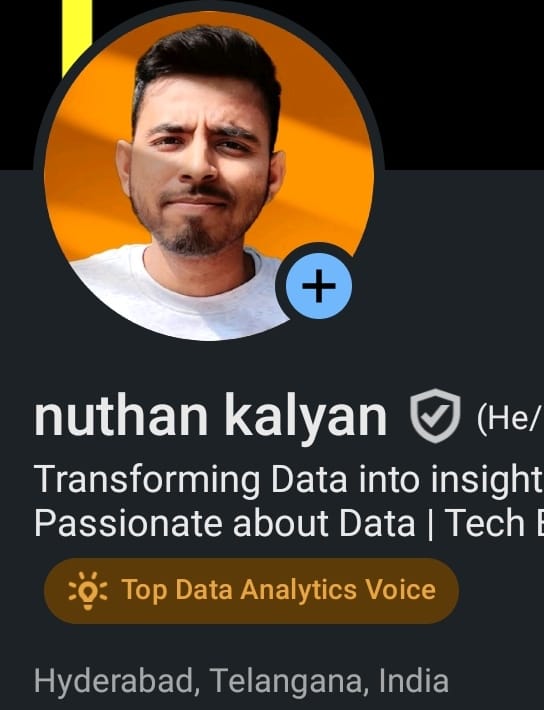 nuthan kalyan (He/
Transforming Data into insight
Passionate about Data | Tech
Top Data Analytics Voice
Hyderabad, Telangana, India